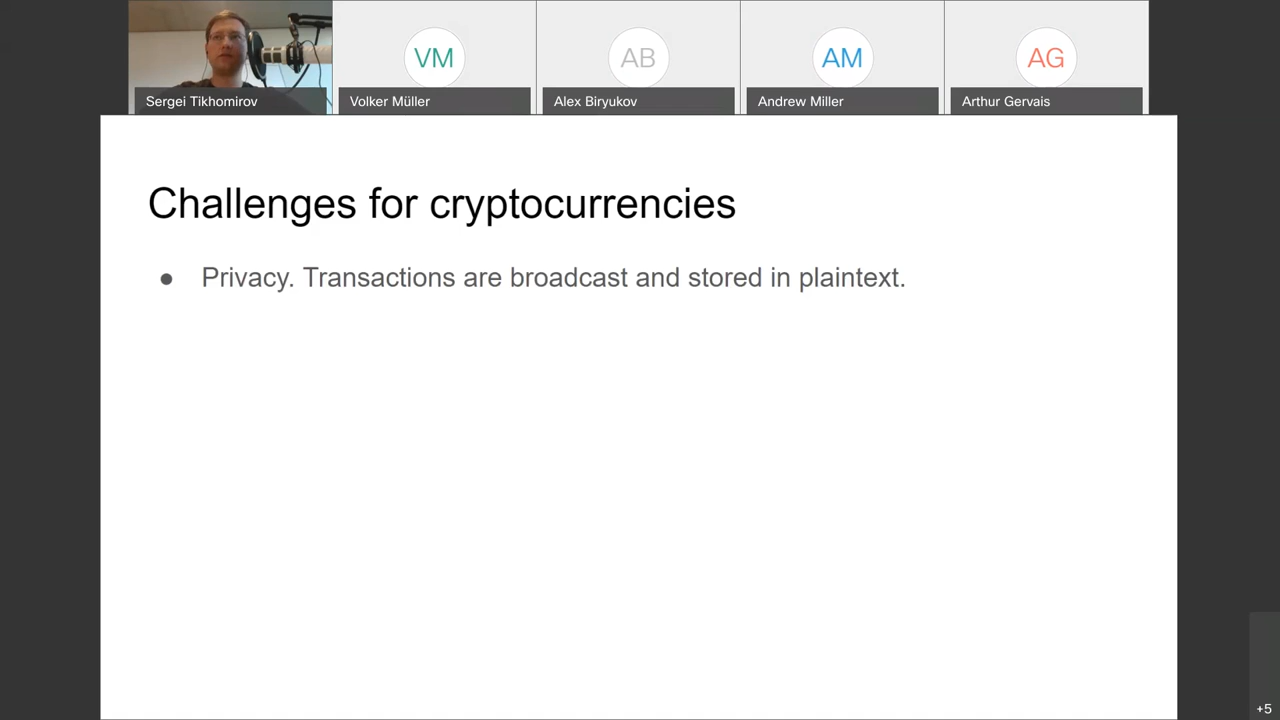 VM
AB
AM
AG
Sergei Tikhomirov
Volker Müller
Alex Biryukov
Andrew Miller
Arthur Gervais
Challenges for cryptocurrencies
● Privacy. Transactions are broadcast and stored in plaintext.
+5